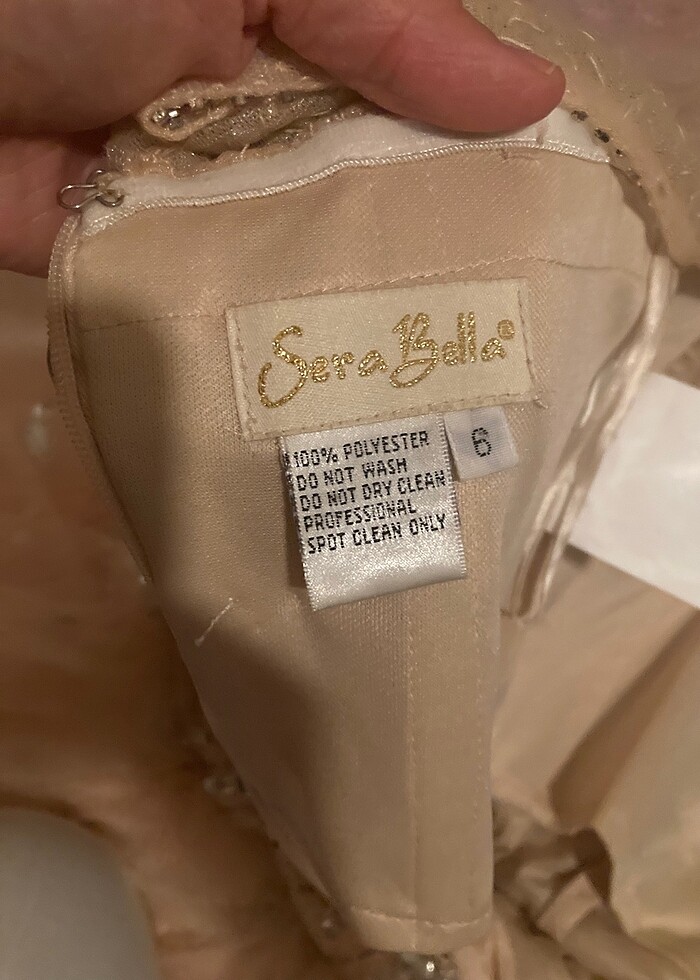 Sera Bella®
6
100% POLYESTER
DO NOT WASH
DO NOT DRY CLEAN
PROFESSIONAL
SPOT CLEAN ONLY